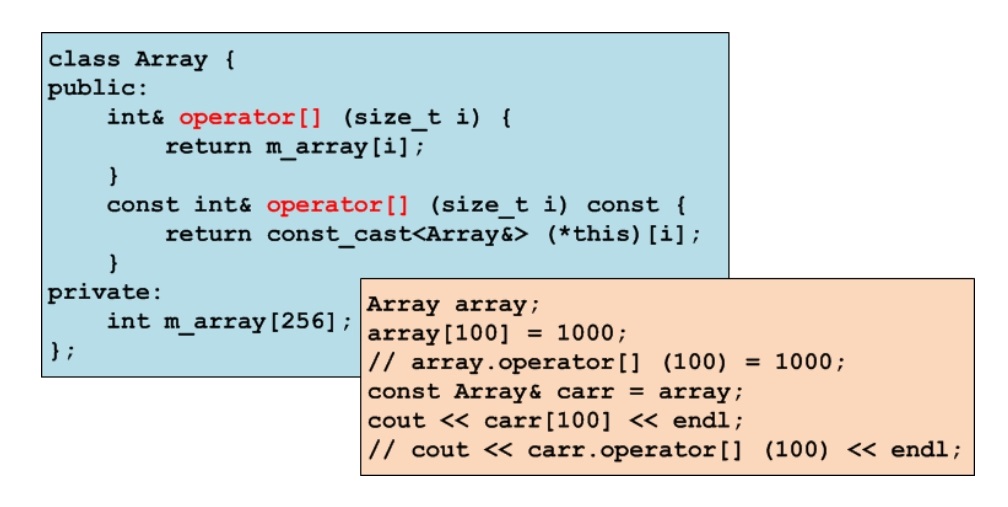 class Array {
public:
    int& operator[] (size_t i) {
        return m_array[i];
    }
    const int& operator[] (size_t i) const {
        return const_cast<Array&> (*this)[i];
    }
private:
    int m_array[256];
};
Array array;
array[100] = 1000;
// array.operator[] (100) = 1000;
const Array& carr = array;
cout << carr[100] << endl;
// cout << carr.operator[] (100) << endl;